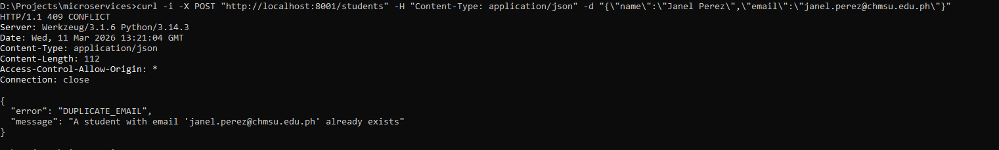 D:\Projects\microservices>curl -i -X POST "http://localhost:8001/students" -H "Content-Type: application/json" -d "{\"name\":\"Janel Perez\",\"email\":\"janel.perez@chmsu.edu.ph\"}"
HTTP/1.1 409 CONFLICT
Server: Werkzeug/3.1.6 Python/3.14.3
Date: Wed, 11 Mar 2026 13:21:04 GMT
Content-Type: application/json
Content-Length: 112
Access-Control-Allow-Origin: *
Connection: close

{
  "error": "DUPLICATE_EMAIL",
  "message": "A student with email 'janel.perez@chmsu.edu.ph' already exists"
}